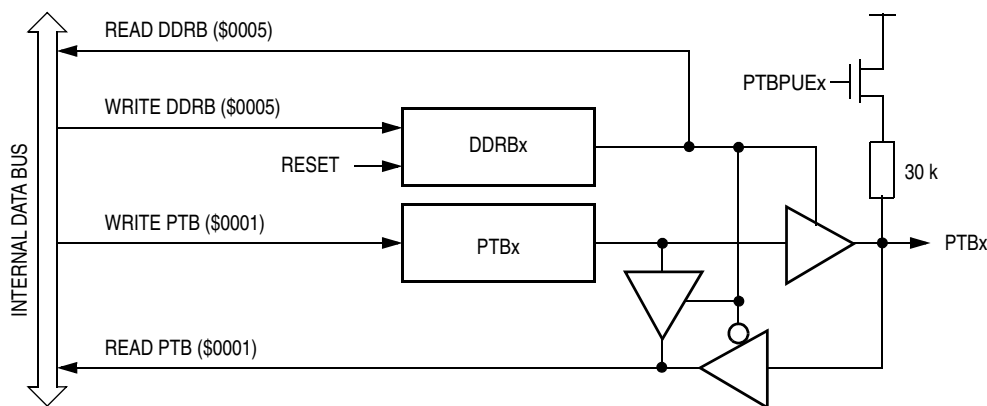 READ DDRB ($0005)
PTBPUEx
WRITE DDRB ($0005)
DDRBx
RESET
30 k
INTERNAL DATA BUS
WRITE PTB ($0001)
PTBx
PTBx
READ PTB ($0001)